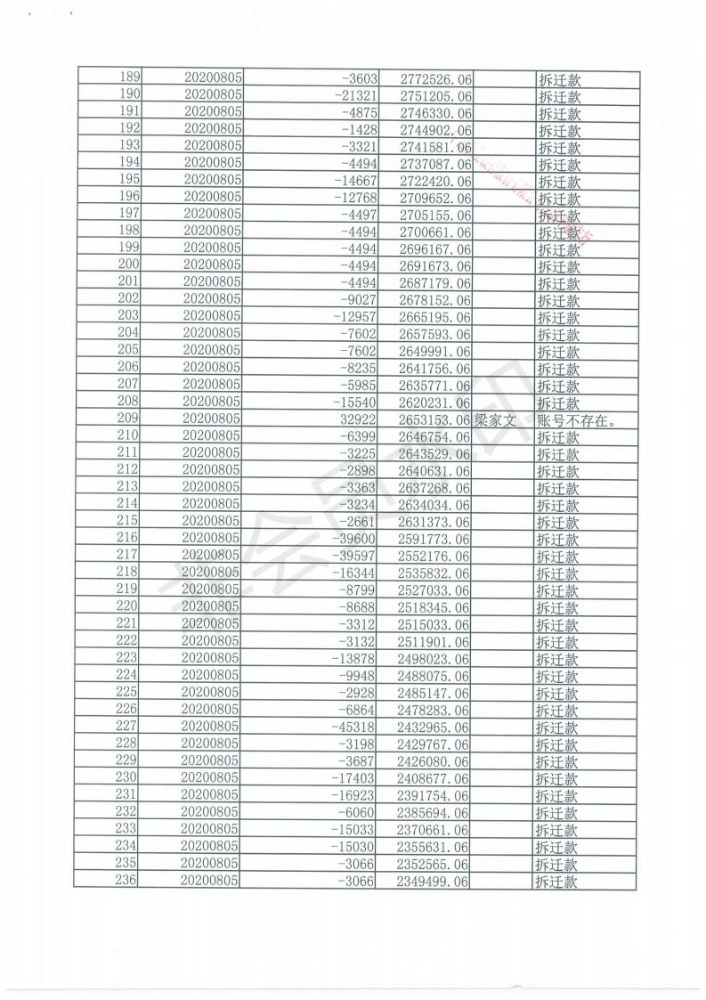 189 20200805 -3603 2772526.06 拆迁款
190 20200805 -21321 2751205.06 拆迁款
191 20200805 -4875 2746330.06 拆迁款
192 20200805 -1428 2744902.06 拆迁款
193 20200805 -3321 2741581.06 拆迁款
194 20200805 -4494 2737087.06 拆迁款
195 20200805 -14667 2722420.06 拆迁款
196 20200805 -12768 2709652.06 拆迁款
197 20200805 -4497 2705155.06 拆迁款
198 20200805 -4494 2700661.06 拆迁款
199 20200805 -4494 2696167.06 拆迁款
200 20200805 -4494 2691673.06 拆迁款
201 20200805 -4494 2687179.06 拆迁款
202 20200805 -9027 2678152.06 拆迁款
203 20200805 -12957 2665195.06 拆迁款
204 20200805 -7602 2657593.06 拆迁款
205 20200805 -7602 2649991.06 拆迁款
206 20200805 -8235 2641756.06 拆迁款
207 20200805 -5985 2635771.06 拆迁款
208 20200805 -15540 2620231.06 拆迁款
209 20200805 32922 2653153.06 梁家文 账号不存在。
210 20200805 -6399 2646754.06 拆迁款
211 20200805 -3225 2643529.06 拆迁款
212 20200805 -2898 2640631.06 拆迁款
213 20200805 -3363 2637268.06 拆迁款
214 20200805 -3234 2634034.06 拆迁款
215 20200805 -2661 2631373.06 拆迁款
216 20200805 -39600 2591773.06 拆迁款
217 20200805 -39597 2552176.06 拆迁款
218 20200805 -16344 2535832.06 拆迁款
219 20200805 -8799 2527033.06 拆迁款
220 20200805 -8688 2518345.06 拆迁款
221 20200805 -3312 2515033.06 拆迁款
222 20200805 -3132 2511901.06 拆迁款
223 20200805 -13878 2498023.06 拆迁款
224 20200805 -9948 2488075.06 拆迁款
225 20200805 -2928 2485147.06 拆迁款
226 20200805 -6864 2478283.06 拆迁款
227 20200805 -45318 2432965.06 拆迁款
228 20200805 -3198 2429767.06 拆迁款
229 20200805 -3687 2426080.06 拆迁款
230 20200805 -17403 2408677.06 拆迁款
231 20200805 -16923 2391754.06 拆迁款
232 20200805 -6060 2385694.06 拆迁款
233 20200805 -15033 2370661.06 拆迁款
234 20200805 -15030 2355631.06 拆迁款
235 20200805 -3066 2352565.06 拆迁款
236 20200805 -3066 2349499.06 拆迁款
非会员水印